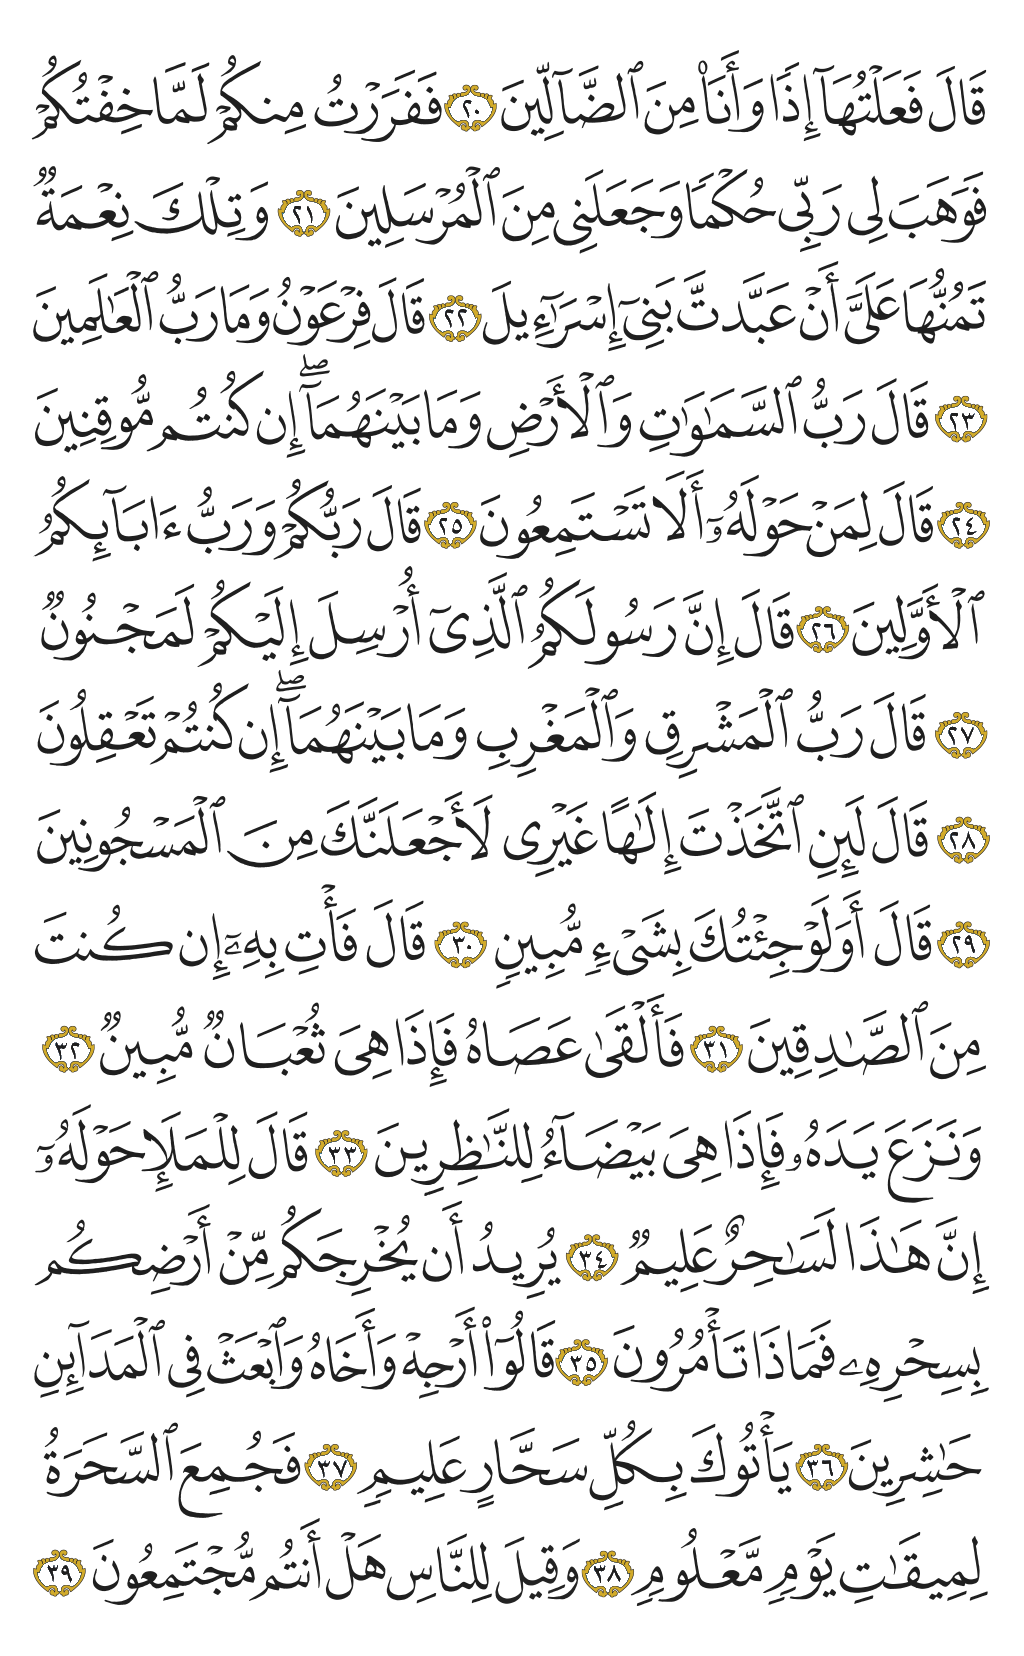 قَالَ فَعَلْتُهَآ إِذًا وَأَنَا۠ مِنَ ٱلضَّآلِّينَ ٢٠ فَفَرَرْتُ مِنكُمْ لَمَّا خِفْتُكُمْ
فَوَهَبَ لِى رَبِّى حُكْمًا وَجَعَلَنِى مِنَ ٱلْمُرْسَلِينَ ٢١ وَتِلْكَ نِعْمَةٌ
تَمُنُّهَا عَلَىَّ أَنْ عَبَّدتَّ بَنِىٓ إِسْرَٰٓءِيلَ ٢٢ قَالَ فِرْعَوْنُ وَمَا رَبُّ ٱلْعَٰلَمِينَ
٢٣ قَالَ رَبُّ ٱلسَّمَٰوَٰتِ وَٱلْأَرْضِ وَمَا بَيْنَهُمَآ ۖ إِن كُنتُم مُّوقِنِينَ
٢٤ قَالَ لِمَنْ حَوْلَهُۥٓ أَلَا تَسْتَمِعُونَ ٢٥ قَالَ رَبُّكُمْ وَرَبُّ ءَابَآئِكُمُ
ٱلْأَوَّلِينَ ٢٦ قَالَ إِنَّ رَسُولَكُمُ ٱلَّذِىٓ أُرْسِلَ إِلَيْكُمْ لَمَجْنُونٌ
٢٧ قَالَ رَبُّ ٱلْمَشْرِقِ وَٱلْمَغْرِبِ وَمَا بَيْنَهُمَآ ۖ إِن كُنتُمْ تَعْقِلُونَ
٢٨ قَالَ لَئِنِ ٱتَّخَذْتَ إِلَٰهًا غَيْرِى لَأَجْعَلَنَّكَ مِنَ ٱلْمَسْجُونِينَ
٢٩ قَالَ أَوَلَوْ جِئْتُكَ بِشَىْءٍ مُّبِينٍ ٣٠ قَالَ فَأْتِ بِهِۦٓ إِن كُنتَ
مِنَ ٱلصَّٰدِقِينَ ٣١ فَأَلْقَىٰ عَصَاهُ فَإِذَا هِىَ ثُعْبَانٌ مُّبِينٌ ٣٢
وَنَزَعَ يَدَهُۥ فَإِذَا هِىَ بَيْضَآءُ لِلنَّٰظِرِينَ ٣٣ قَالَ لِلْمَلَإِ حَوْلَهُۥٓ
إِنَّ هَٰذَا لَسَٰحِرٌ عَلِيمٌ ٣٤ يُرِيدُ أَن يُخْرِجَكُم مِّنْ أَرْضِكُم
بِسِحْرِهِۦ فَمَاذَا تَأْمُرُونَ ٣٥ قَالُوٓا۟ أَرْجِهْ وَأَخَاهُ وَٱبْعَثْ فِى ٱلْمَدَآئِنِ
حَٰشِرِينَ ٣٦ يَأْتُوكَ بِكُلِّ سَحَّارٍ عَلِيمٍ ٣٧ فَجُمِعَ ٱلسَّحَرَةُ
لِمِيقَٰتِ يَوْمٍ مَّعْلُومٍ ٣٨ وَقِيلَ لِلنَّاسِ هَلْ أَنتُم مُّجْتَمِعُونَ ٣٩